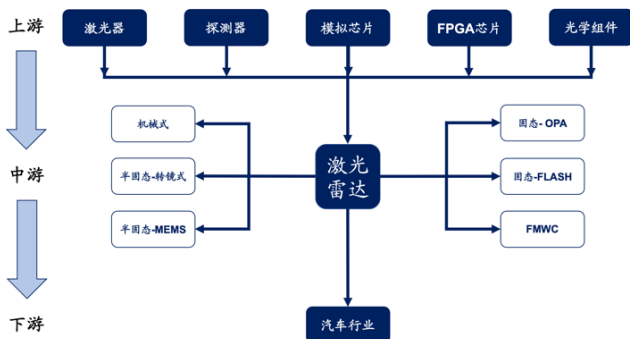 上游
激光器
探测器
模拟芯片
FPGA芯片
光学组件
机械式
固态-OPA
中游
半固态-转镜式
激光
雷达
固态-FLASH
半固态-MEMS
FMWC
下游
汽车行业